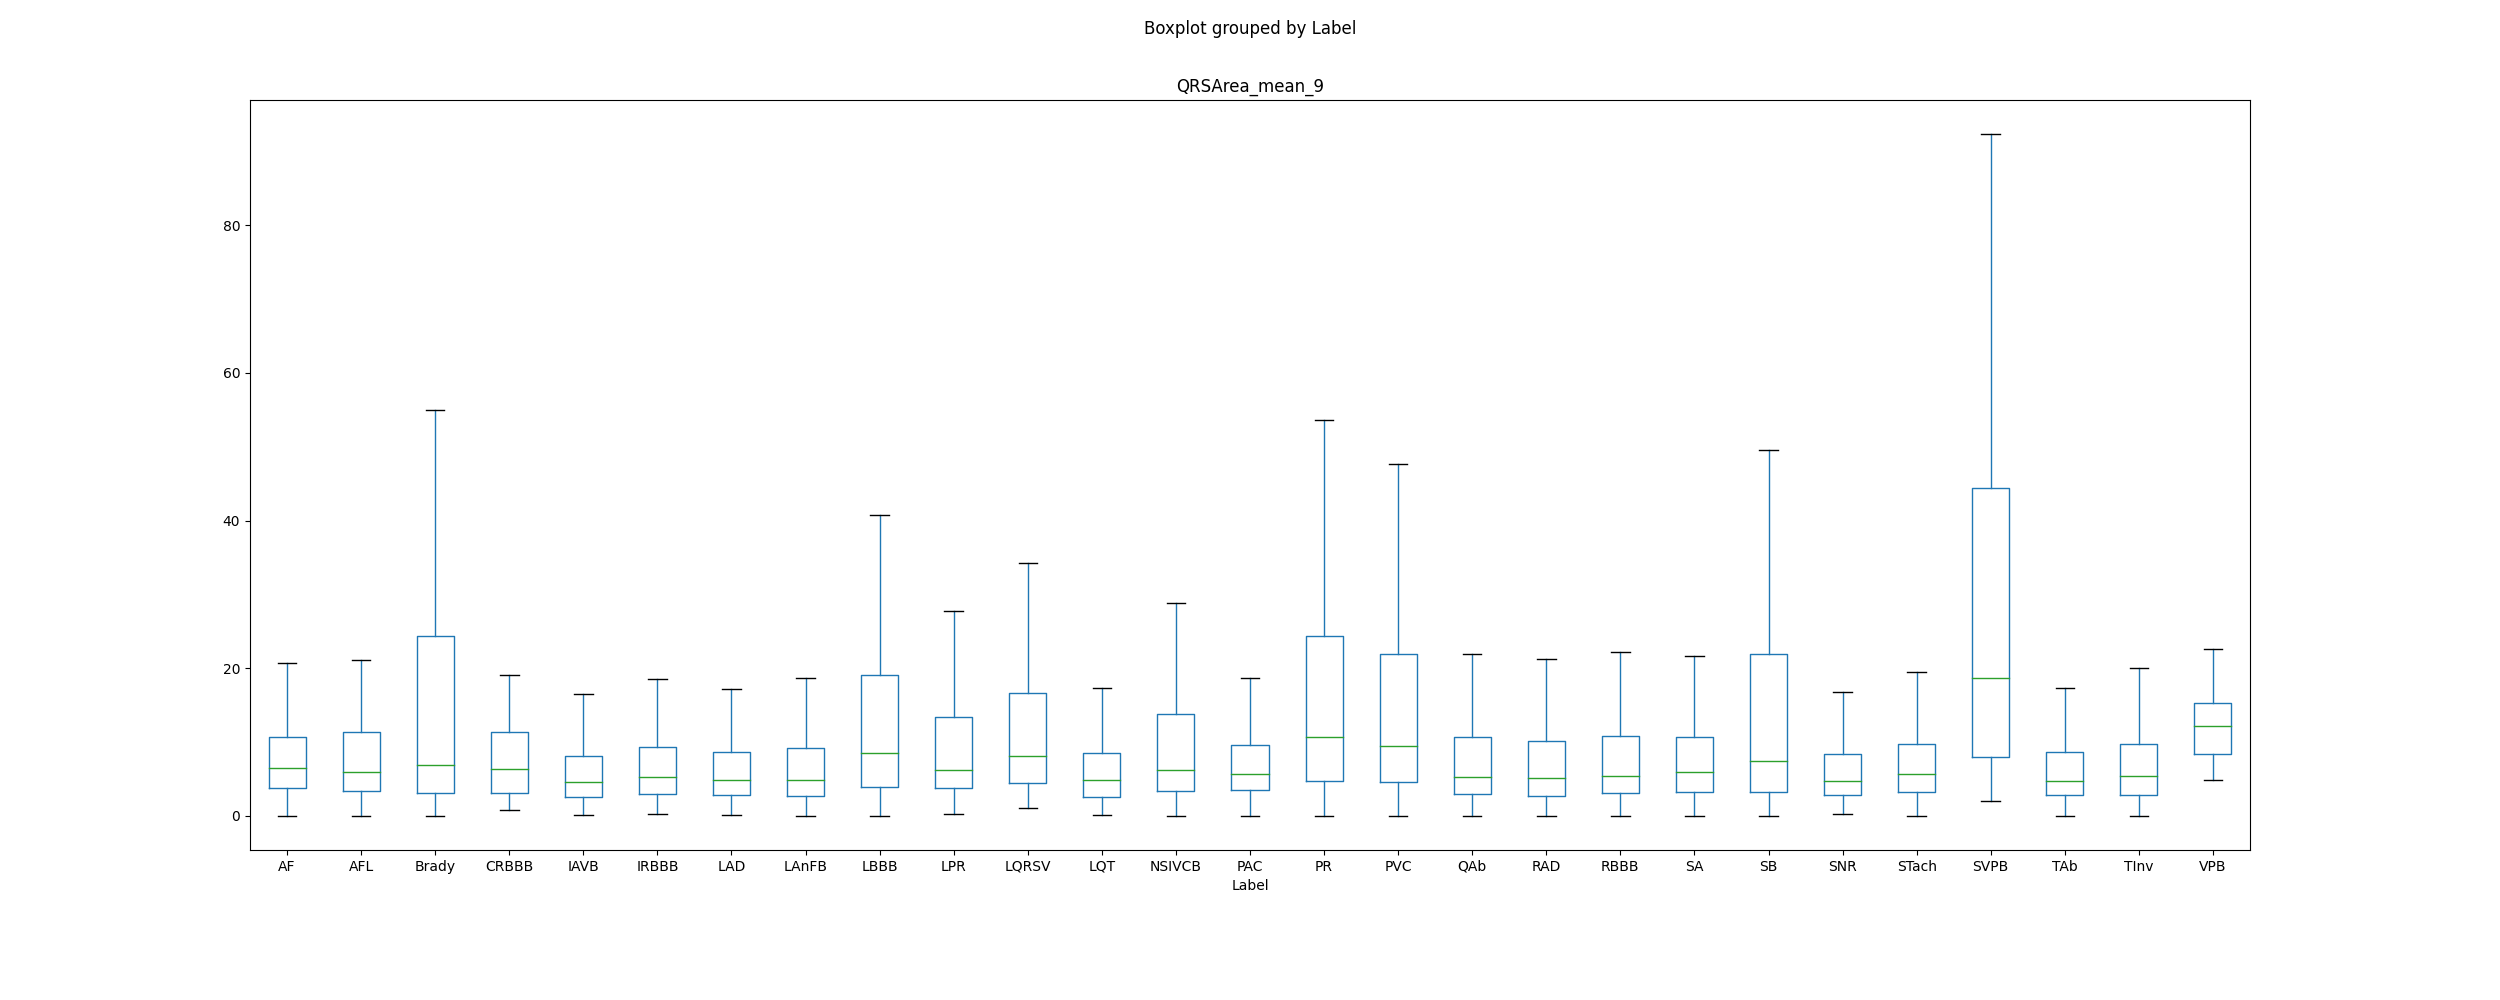 Boxplot grouped by Label
QRSArea_mean_9
80
60
40
20
0
AF AFL Brady CRBBB IAVB IRBBB LAD LAnFB LBBB LPR LQRSV LQT NSIVCB PAC PR PVC QAb RAD RBBB SA SB SNR STach SVPB TAb TInv VPB
Label